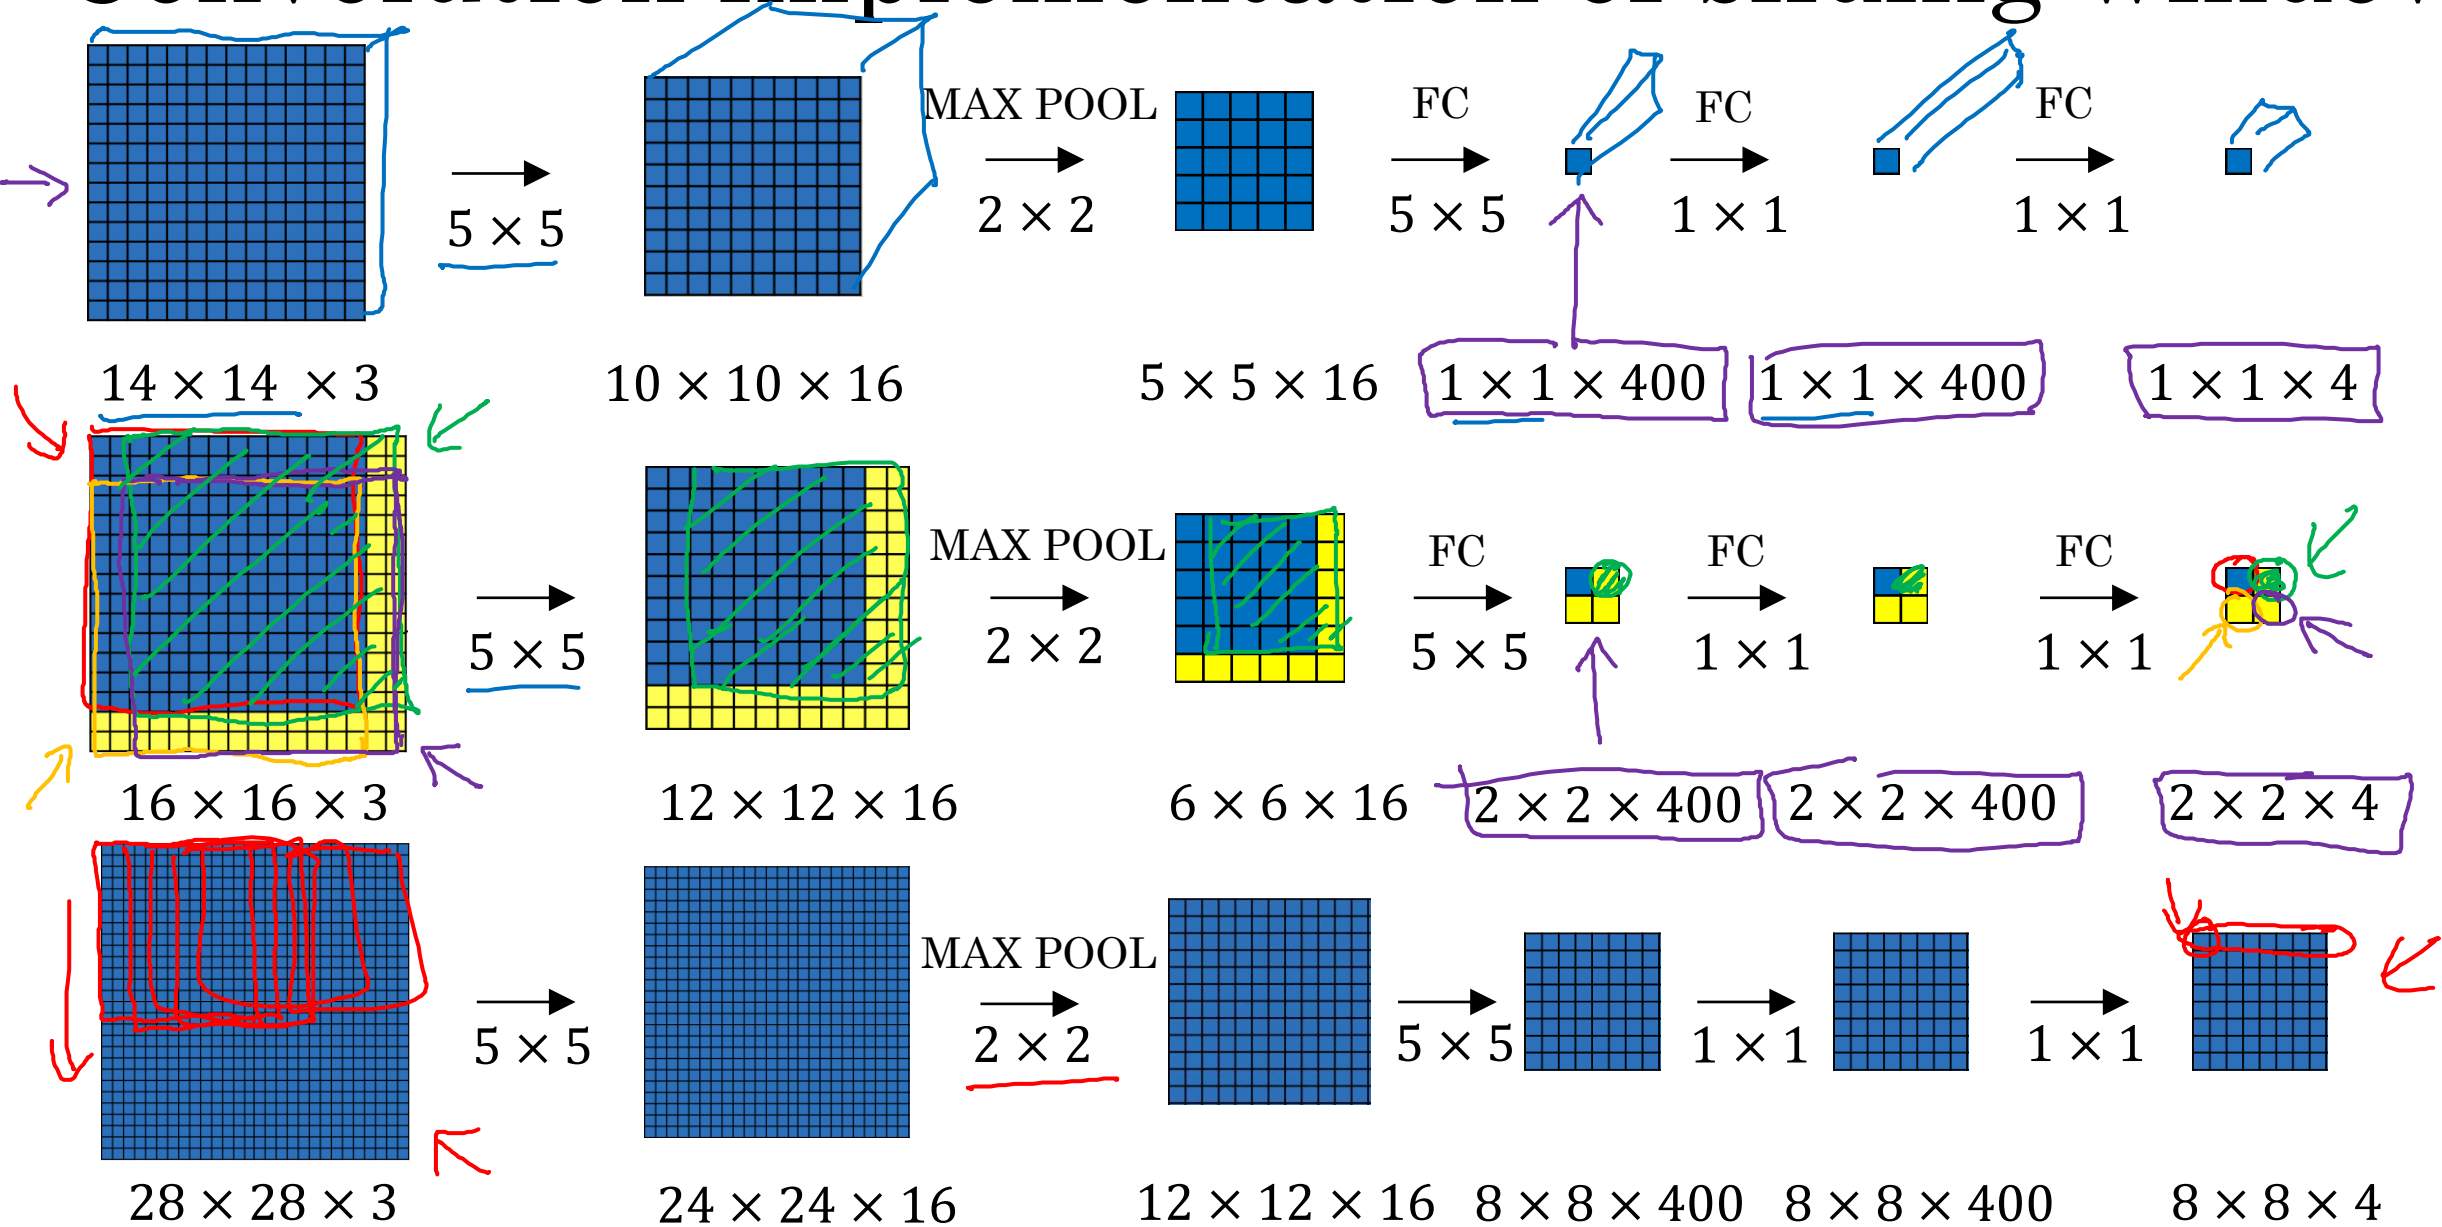 MAX POOL FC FC FC
5 × 5 2 × 2 5 × 5 1 × 1 1 × 1
14 × 14 × 3 10 × 10 × 16 5 × 5 × 16 1 × 1 × 400 1 × 1 × 400 1 × 1 × 4
MAX POOL FC FC FC
5 × 5 2 × 2 5 × 5 1 × 1 1 × 1
16 × 16 × 3 12 × 12 × 16 6 × 6 × 16 2 × 2 × 400 2 × 2 × 400 2 × 2 × 4
MAX POOL
5 × 5 2 × 2 5 × 5 1 × 1 1 × 1
28 × 28 × 3 24 × 24 × 16 12 × 12 × 16 8 × 8 × 400 8 × 8 × 400 8 × 8 × 4